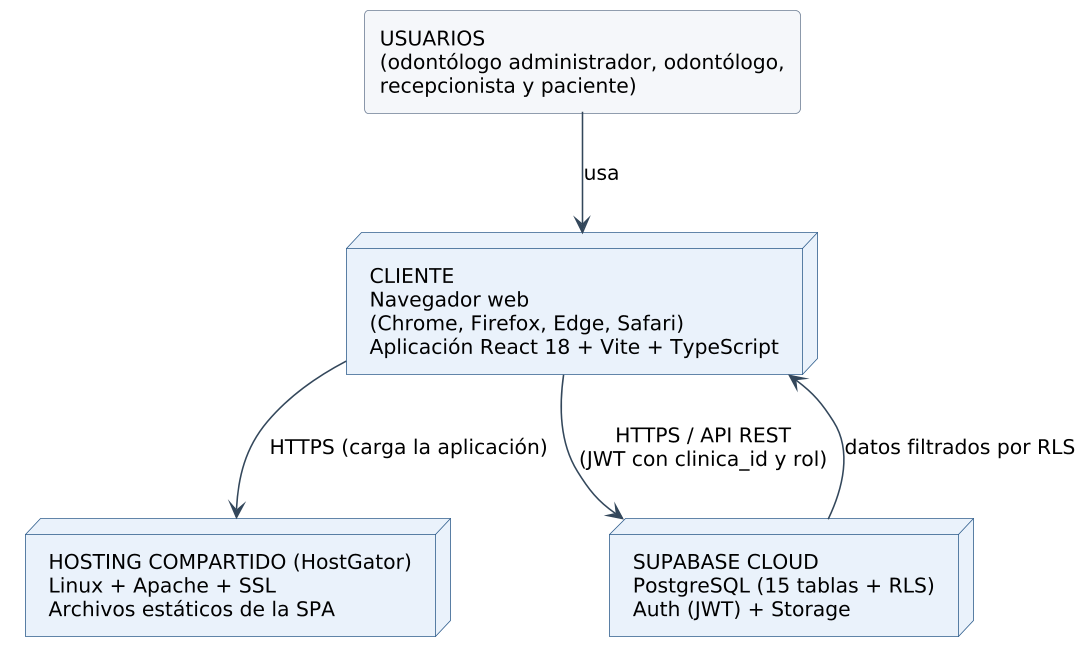 USUARIOS
(odontólogo administrador, odontólogo,
recepcionista y paciente)
usa
CLIENTE
Navegador web
(Chrome, Firefox, Edge, Safari)
Aplicación React 18 + Vite + TypeScript
HTTPS (carga la aplicación)
HTTPS / API REST
(JWT con clinica_id y rol)
datos filtrados por RLS
HOSTING COMPARTIDO (HostGator)
Linux + Apache + SSL
Archivos estáticos de la SPA
SUPABASE CLOUD
PostgreSQL (15 tablas + RLS)
Auth (JWT) + Storage